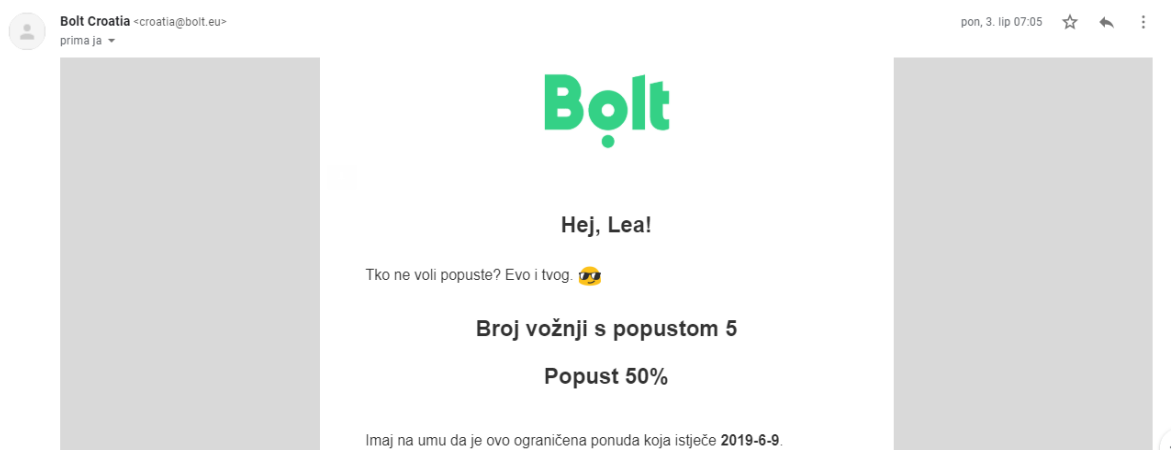 Bolt Croatia <croatia@bolt.eu>
pon, 3. lip 07:05
prima ja
Bolt
Hej, Lea!
Tko ne voli popuste? Evo i tvog. 😎
Broj vožnji s popustom 5
Popust 50%
Imaj na umu da je ovo ograničena ponuda koja istječe 2019-6-9.